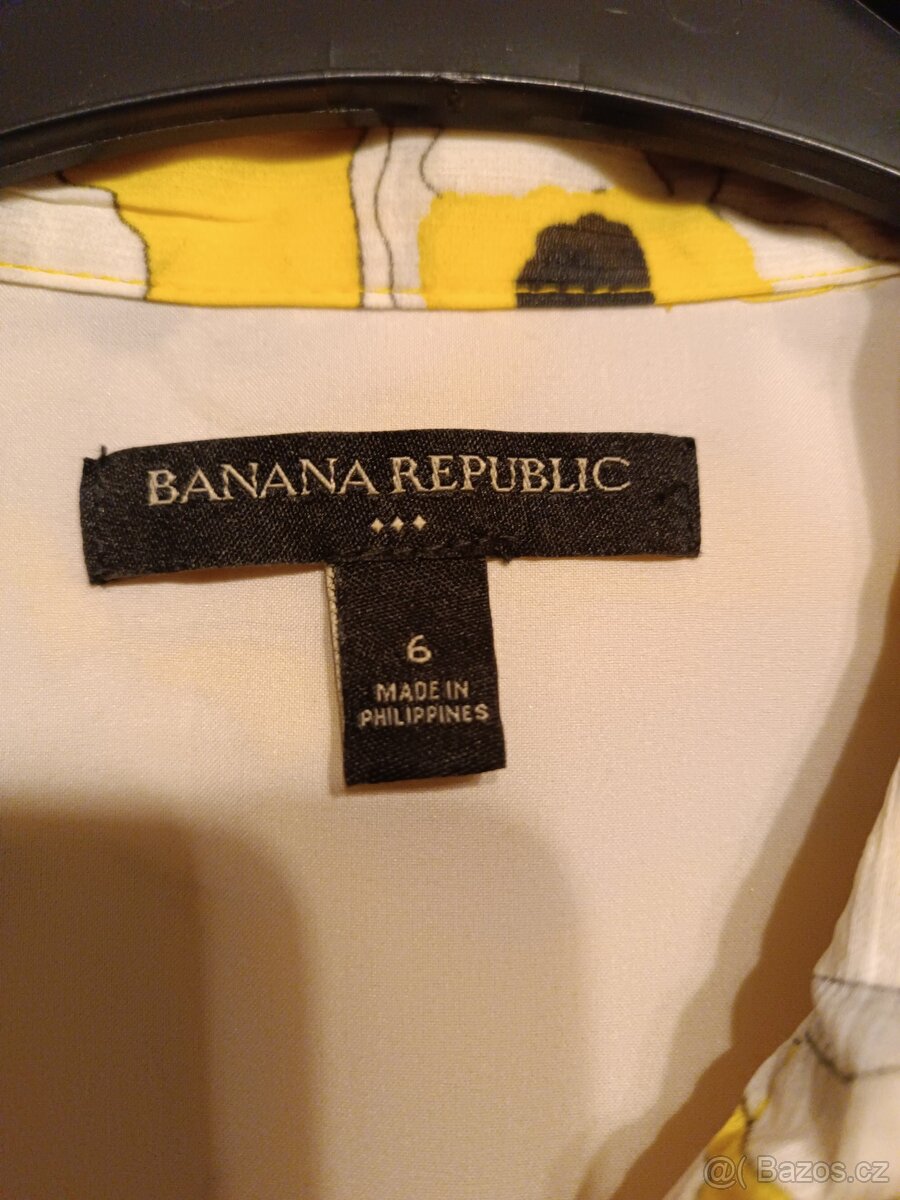 BANANA REPUBLIC
6
MADE IN
PHILIPPINES
@( Bazos.cz